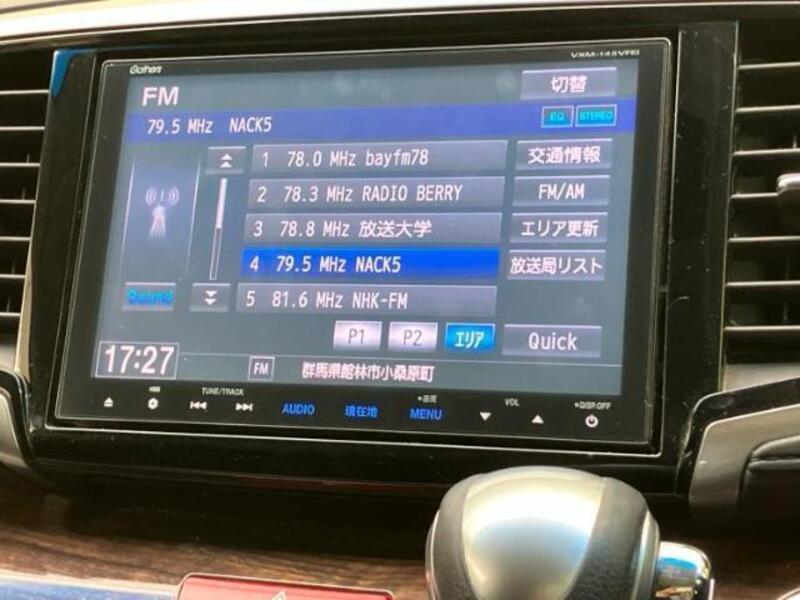 Gathers VXM-145VFEi
FM 切替
79.5 MHz NACK5 EQ STEREO
1 78.0 MHz bayfm78 交通情報
2 78.3 MHz RADIO BERRY FM/AM
3 78.8 MHz 放送大学 エリア更新
4 79.5 MHz NACK5 放送局リスト
Sound 5 81.6 MHz NHK-FM
P1 P2 エリア Quick
17:27 FM 群馬県館林市小桑原町
TUNE/TRACK AUDIO 現在地 画面 MENU VOL DISP.OFF